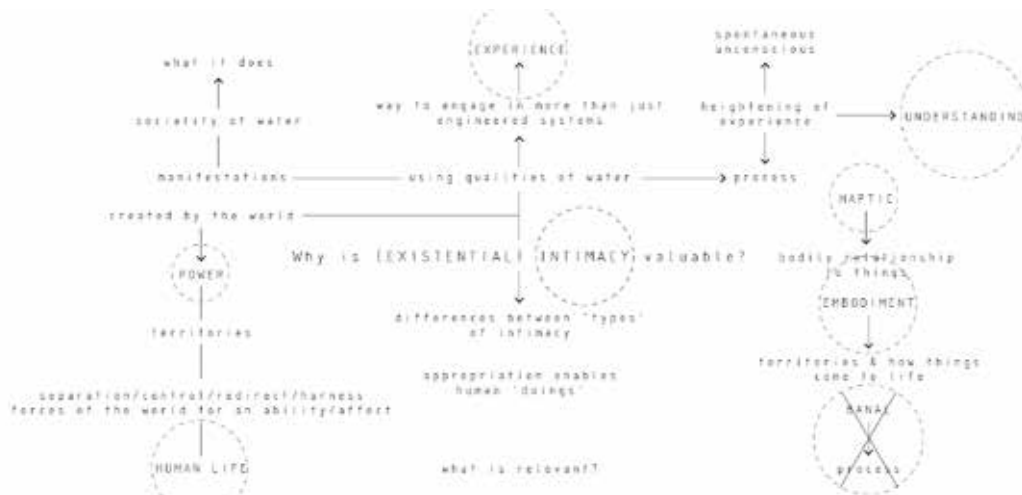 what it does
EXPERIENCE
spontaneous
unconscious
society of water
way to engage in more than just
engineered systems
heightening of
experience
UNDERSTANDING
manifestations
using qualities of water
process
created by the world
HAPTIC
POWER
Why is (EXISTENTIAL) INTIMACY valuable?
bodily relationship
to things
EMBODIMENT
territories
differences between 'types'
of intimacy
territories & how things
come to life
appropriation enables
human 'doings'
separation/control/redirect/harness
forces of the world for an ability/affect
BANAL
HUMAN LIFE
what is relevant?
process